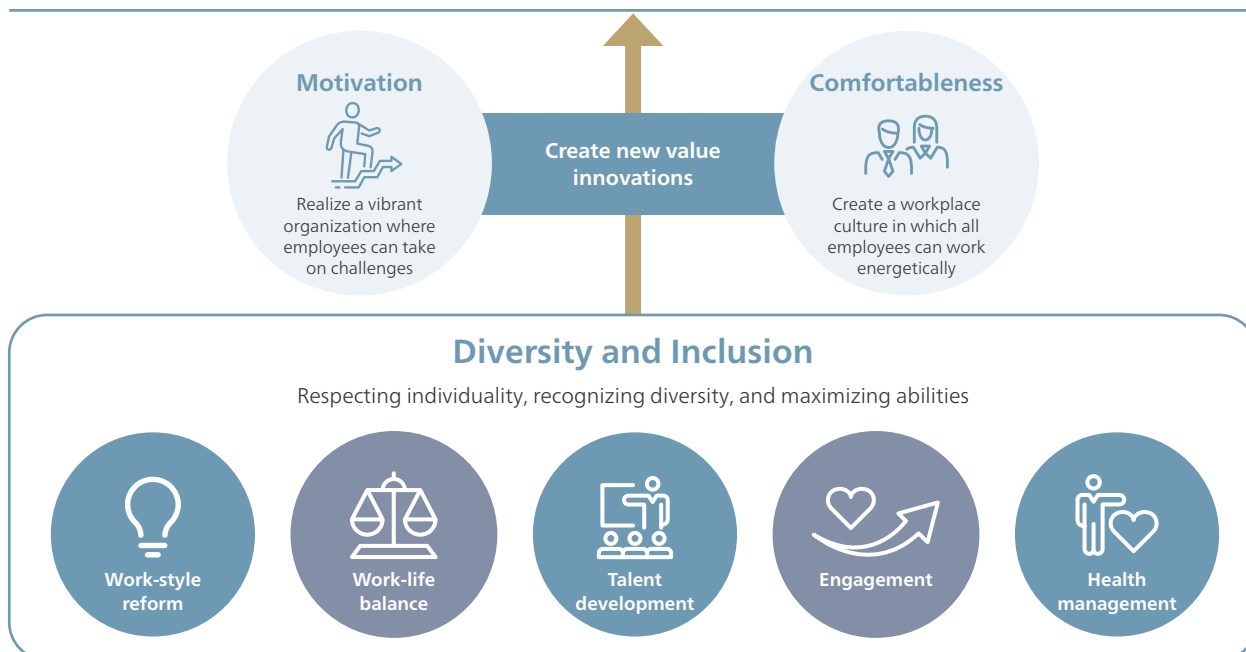 Motivation
Realize a vibrant
organization where
employees can take
on challenges
Create new value
innovations
Comfortableness
Create a workplace
culture in which all
employees can work
energetically
Diversity and Inclusion
Respecting individuality, recognizing diversity, and maximizing abilities
Work-style
reform
Work-life
balance
Talent
development
Engagement
Health
management